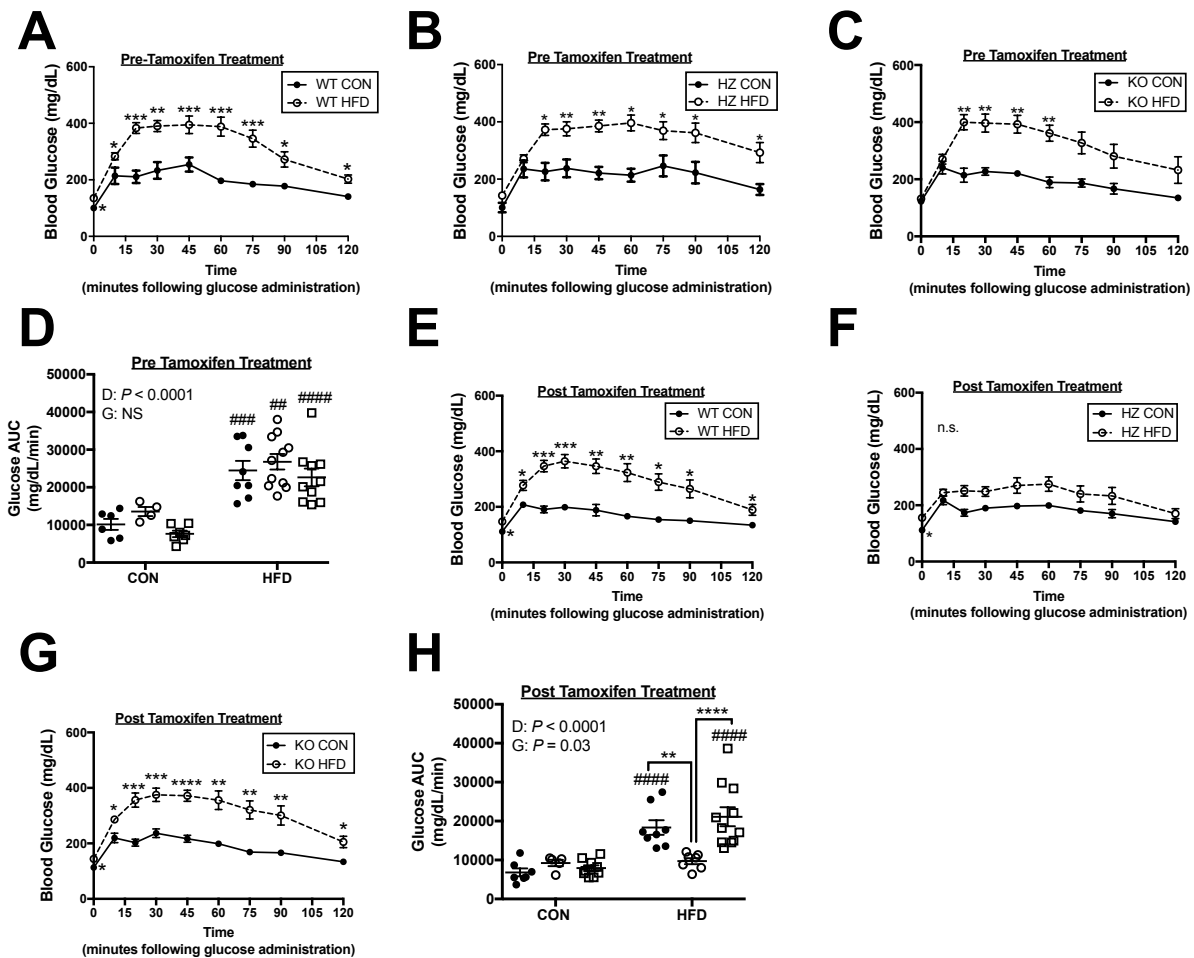 A
Pre-Tamoxifen Treatment
Blood Glucose (mg/dL)
600
400
200
0
WT CON
WT HFD
*
***
**
***
***
***
*
*
*
0 15 30 45 60 75 90 105 120
Time
(minutes following glucose administration)
B
Pre Tamoxifen Treatment
Blood Glucose (mg/dL)
600
400
200
0
HZ CON
HZ HFD
*
**
**
*
*
*
*
0 15 30 45 60 75 90 105 120
Time
(minutes following glucose administration)
C
Pre Tamoxifen Treatment
Blood Glucose (mg/dL)
600
400
200
0
KO CON
KO HFD
**
**
**
**
0 15 30 45 60 75 90 105 120
Time
(minutes following glucose administration)
D
Pre Tamoxifen Treatment
Glucose AUC
(mg/dL/min)
50000
40000
30000
20000
10000
0
D: P < 0.0001
G: NS
###
##
####
CON HFD
E
Post Tamoxifen Treatment
Blood Glucose (mg/dL)
600
400
200
0
WT CON
WT HFD
*
***
***
**
**
*
*
*
*
0 15 30 45 60 75 90 105 120
Time
(minutes following glucose administration)
F
Post Tamoxifen Treatment
Blood Glucose (mg/dL)
600
400
200
0
HZ CON
HZ HFD
n.s.
*
0 15 30 45 60 75 90 105 120
Time
(minutes following glucose administration)
G
Post Tamoxifen Treatment
Blood Glucose (mg/dL)
600
400
200
0
KO CON
KO HFD
*
***
***
****
**
**
**
*
*
0 15 30 45 60 75 90 105 120
Time
(minutes following glucose administration)
H
Post Tamoxifen Treatment
Glucose AUC
(mg/dL/min)
50000
40000
30000
20000
10000
0
D: P < 0.0001
G: P = 0.03
****
####
**
####
CON HFD